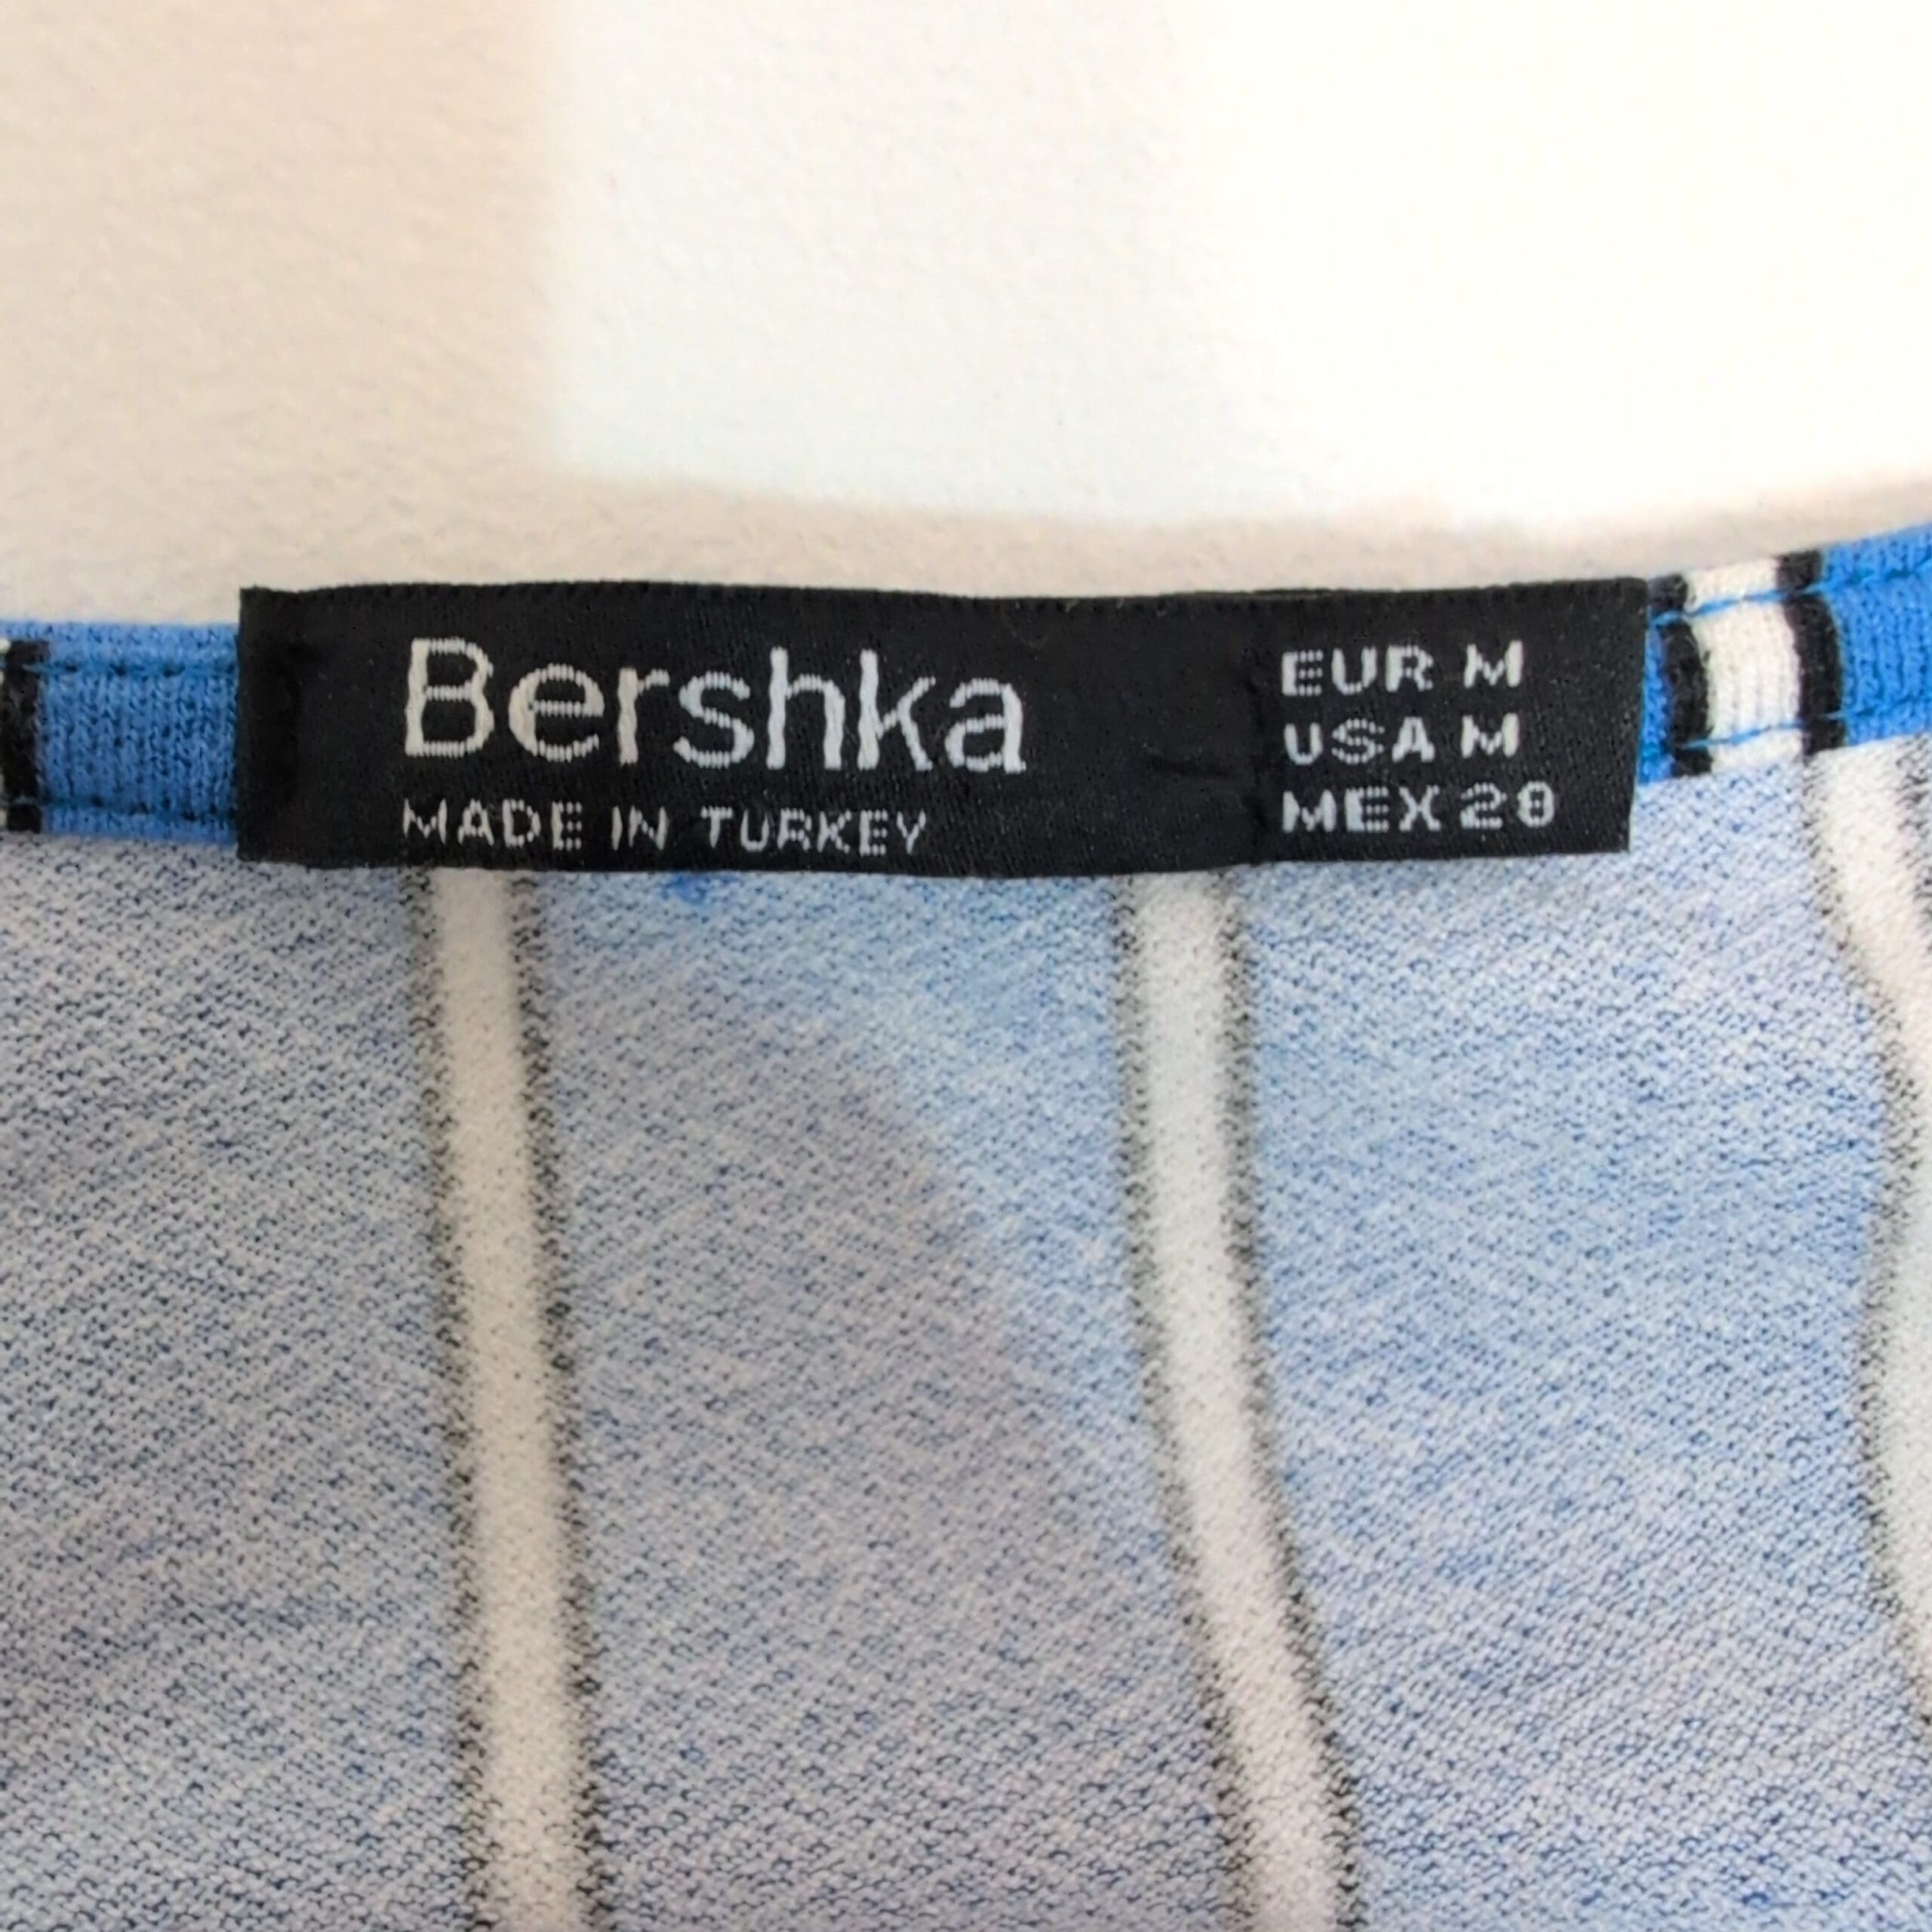 Bershka
MADE IN TURKEY
EUR M
USA M
MEX 28